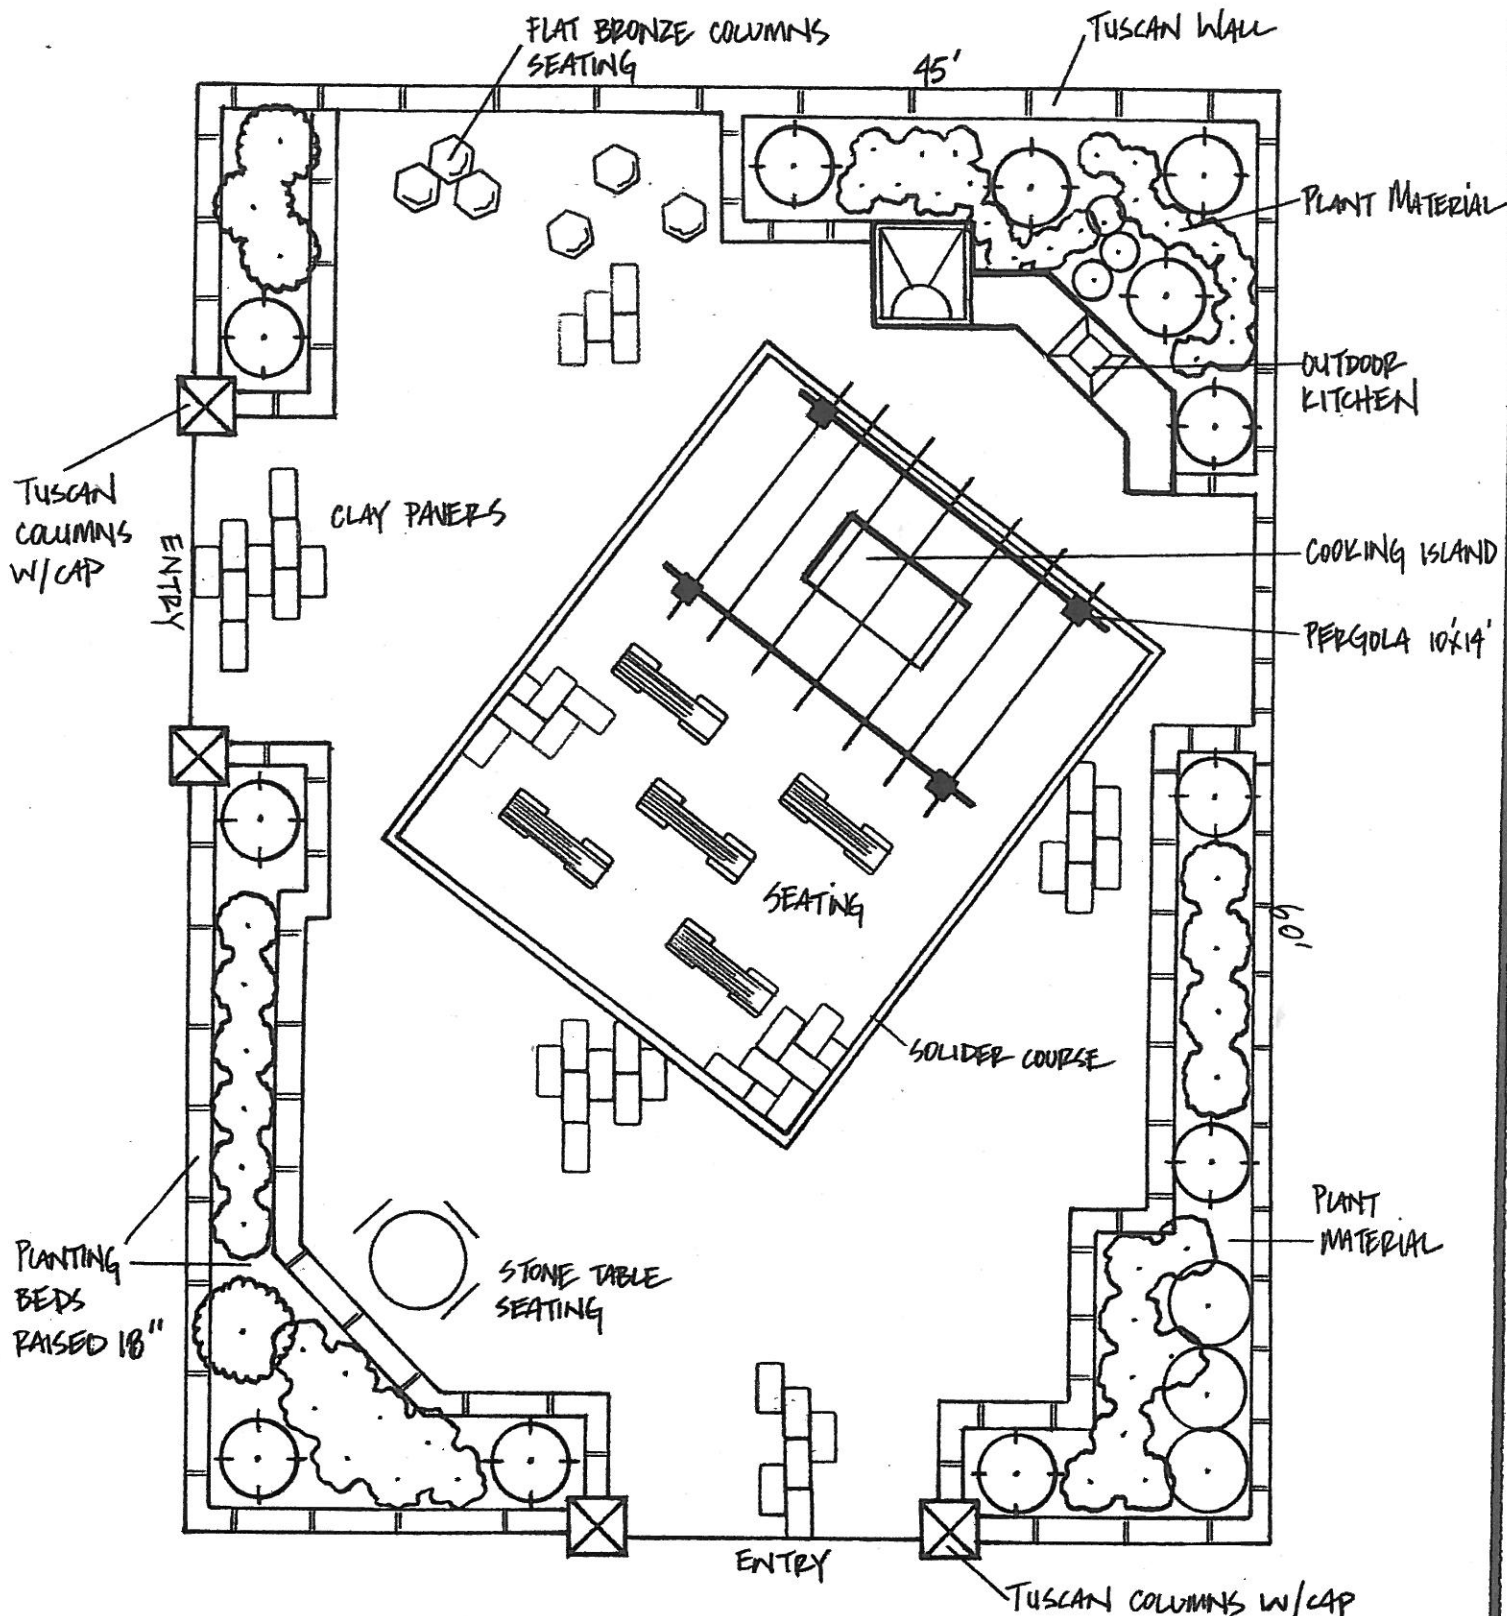 FLAT BRONZE COLUMNS
SEATING
TUSCAN WALL
45'
PLANT MATERIAL
OUTDOOR
KITCHEN
TUSCAN
COLUMNS
W/CAP
ENTRY
CLAY PAVERS
COOKING ISLAND
PERGOLA 10'X14'
SEATING
60'
SOLIDER COURSE
PLANTING
BEDS
RAISED 18"
STONE TABLE
SEATING
PLANT
MATERIAL
ENTRY
TUSCAN COLUMNS W/CAP